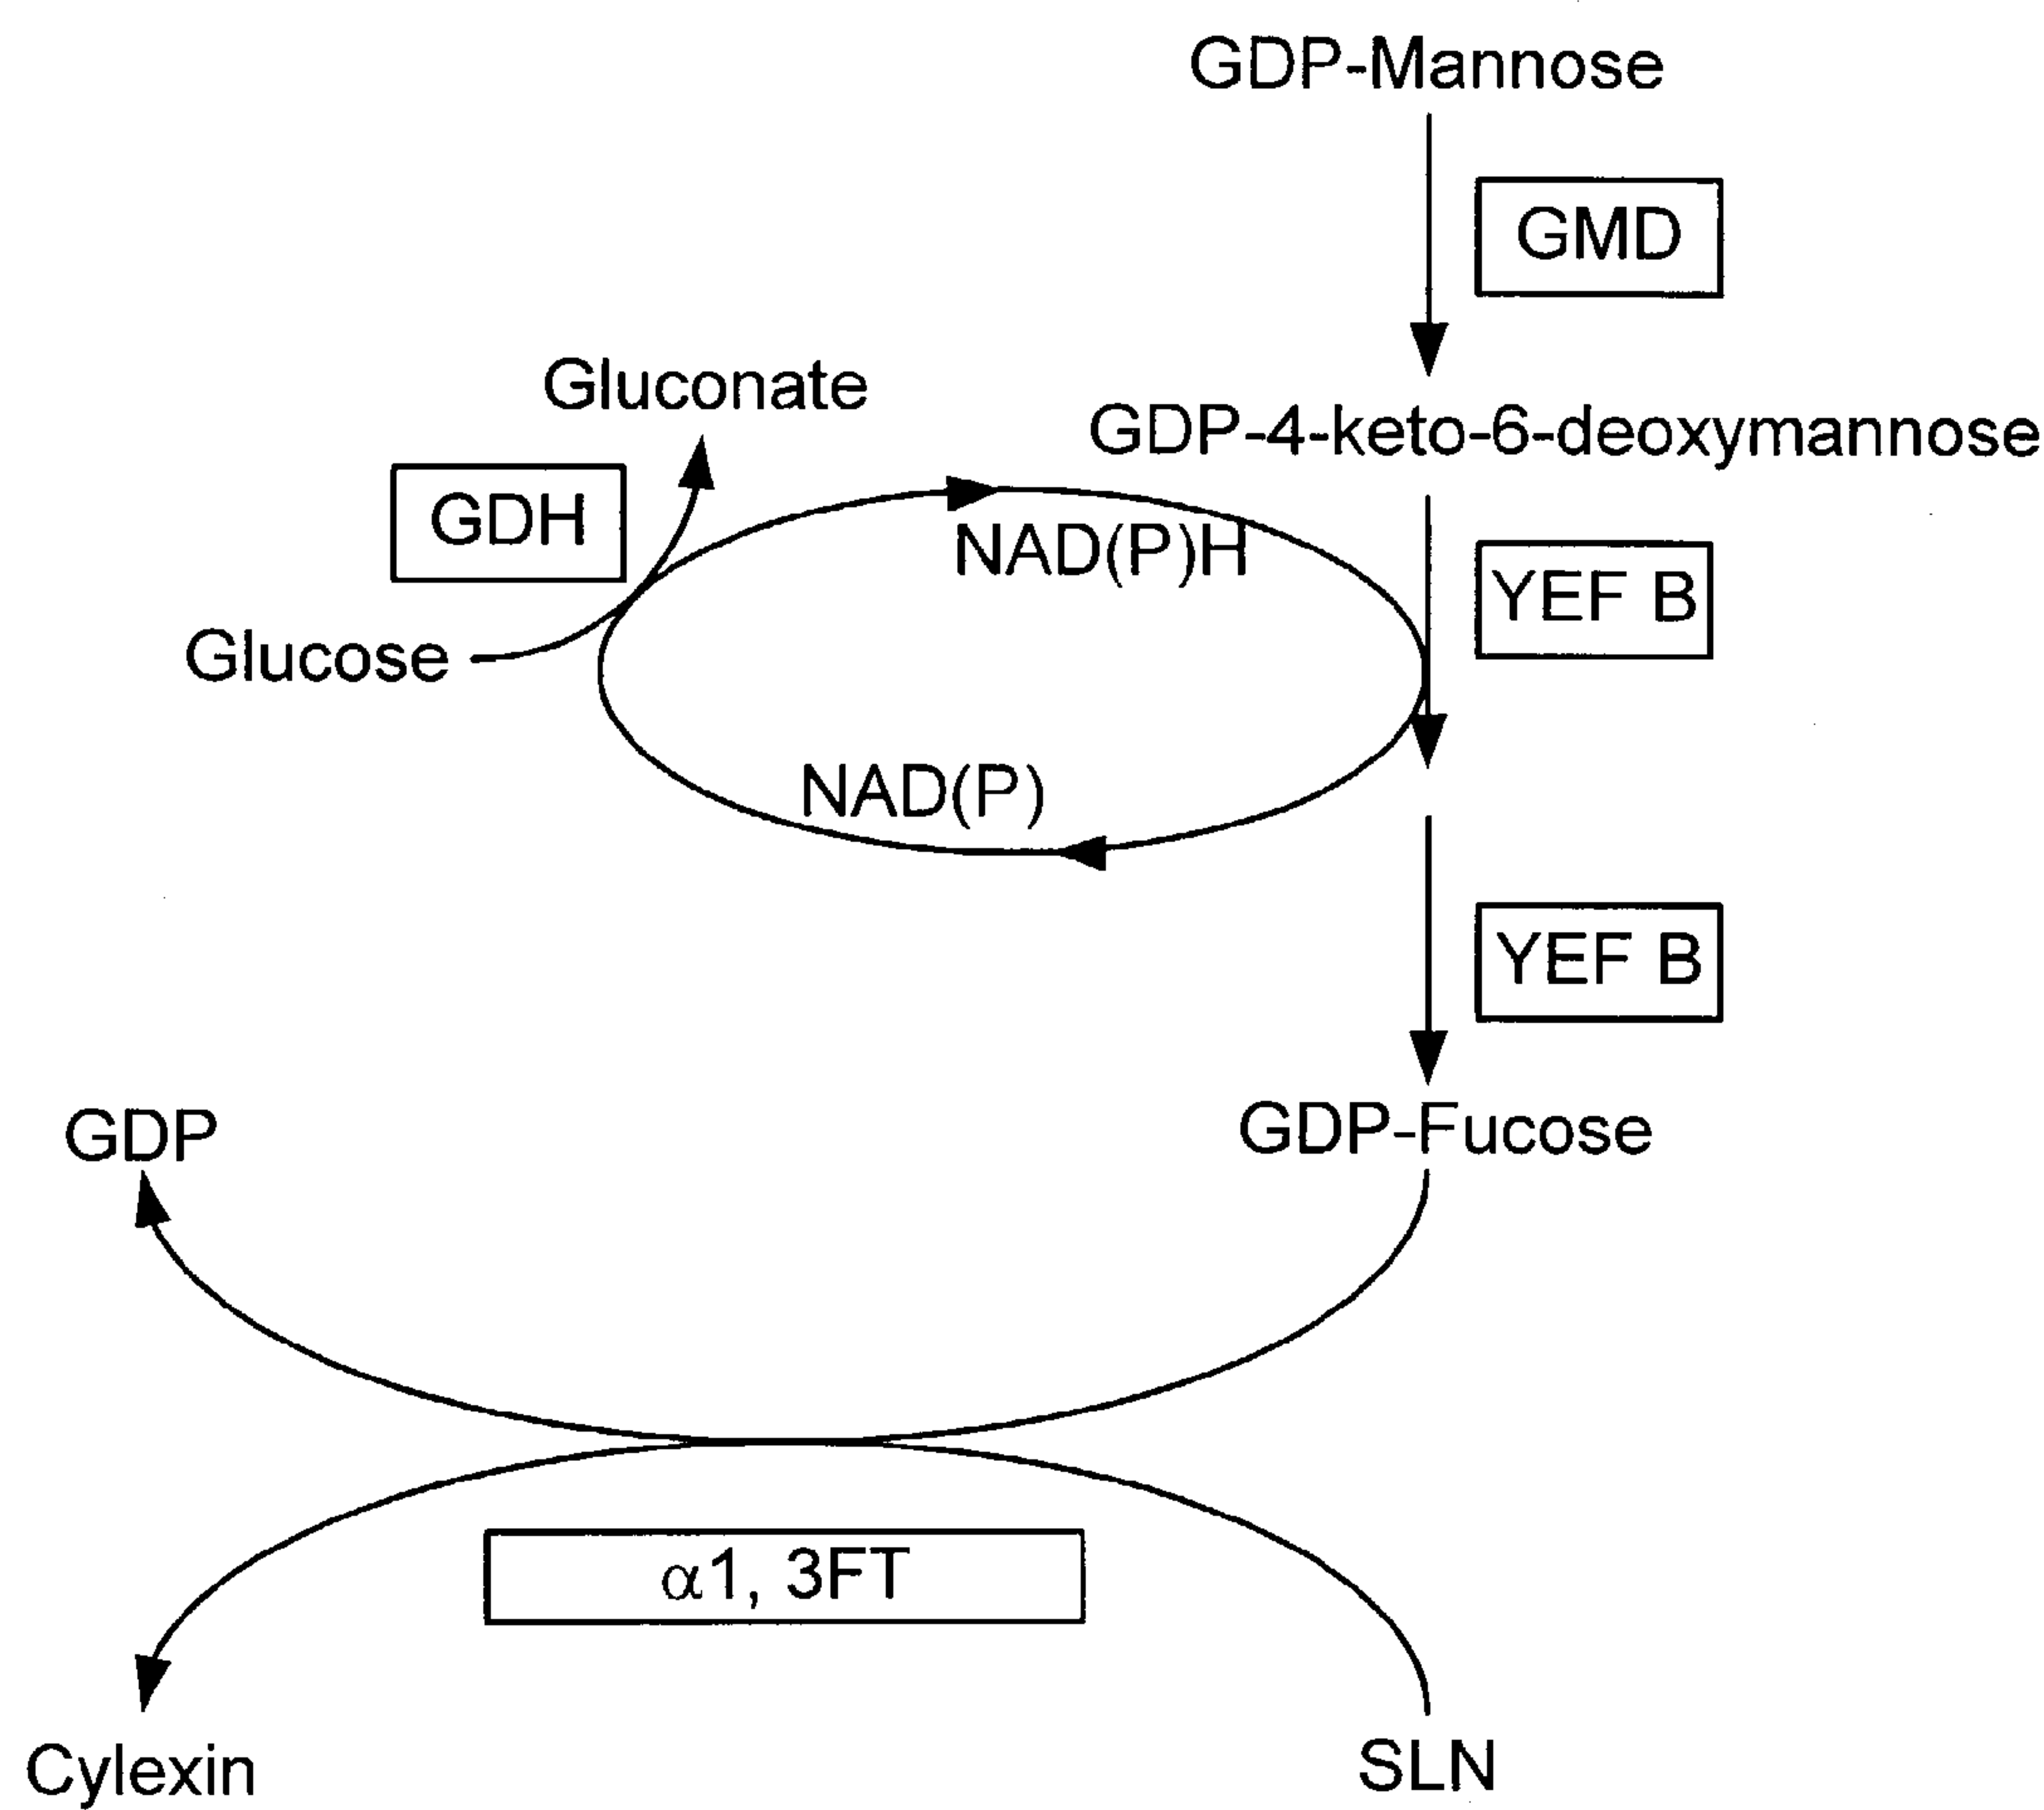 GDP-Mannose
GMD
Gluconate
GDP-4-keto-6-deoxymannose
GDH
NAD(P)H
YEF B
Glucose
NAD(P)
YEF B
GDP
GDP-Fucose
α1, 3FT
Cylexin
SLN